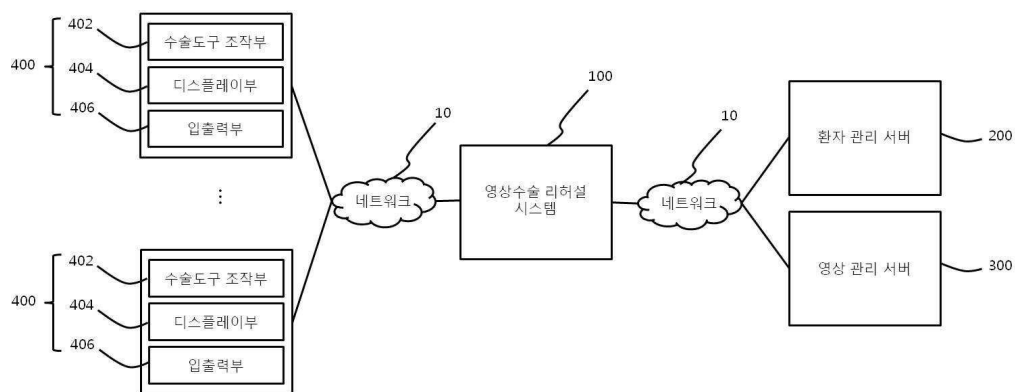 402
수술도구 조작부
400
404
디스플레이부
406
입출력부
10
네트워크
100
영상수술 리허설
시스템
10
네트워크
환자 관리 서버
200
영상 관리 서버
300
402
수술도구 조작부
400
404
디스플레이부
406
입출력부